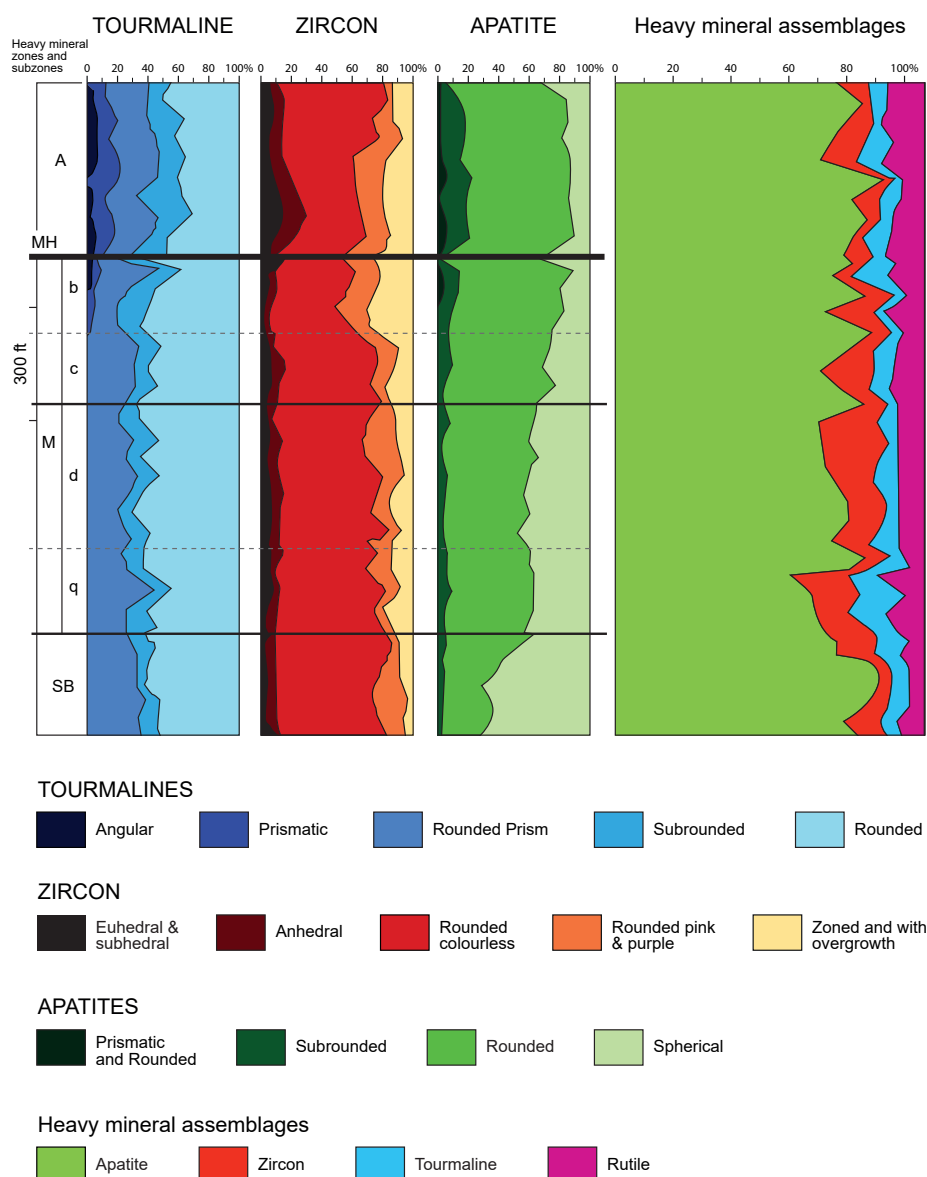 TOURMALINE
ZIRCON
APATITE
Heavy mineral assemblages
Heavy mineral
zones and
subzones
0 20 40 60 80 100%
0 20 40 60 80 100%
0 20 40 60 80 100%
0 20 40 60 80 100%
A
MH
b
300 ft
c
M
d
q
SB
TOURMALINES
Angular
Prismatic
Rounded Prism
Subrounded
Rounded
ZIRCON
Euhedral &
subhedral
Anhedral
Rounded
colourless
Rounded pink
& purple
Zoned and with
overgrowth
APATITES
Prismatic
and Rounded
Subrounded
Rounded
Spherical
Heavy mineral assemblages
Apatite
Zircon
Tourmaline
Rutile